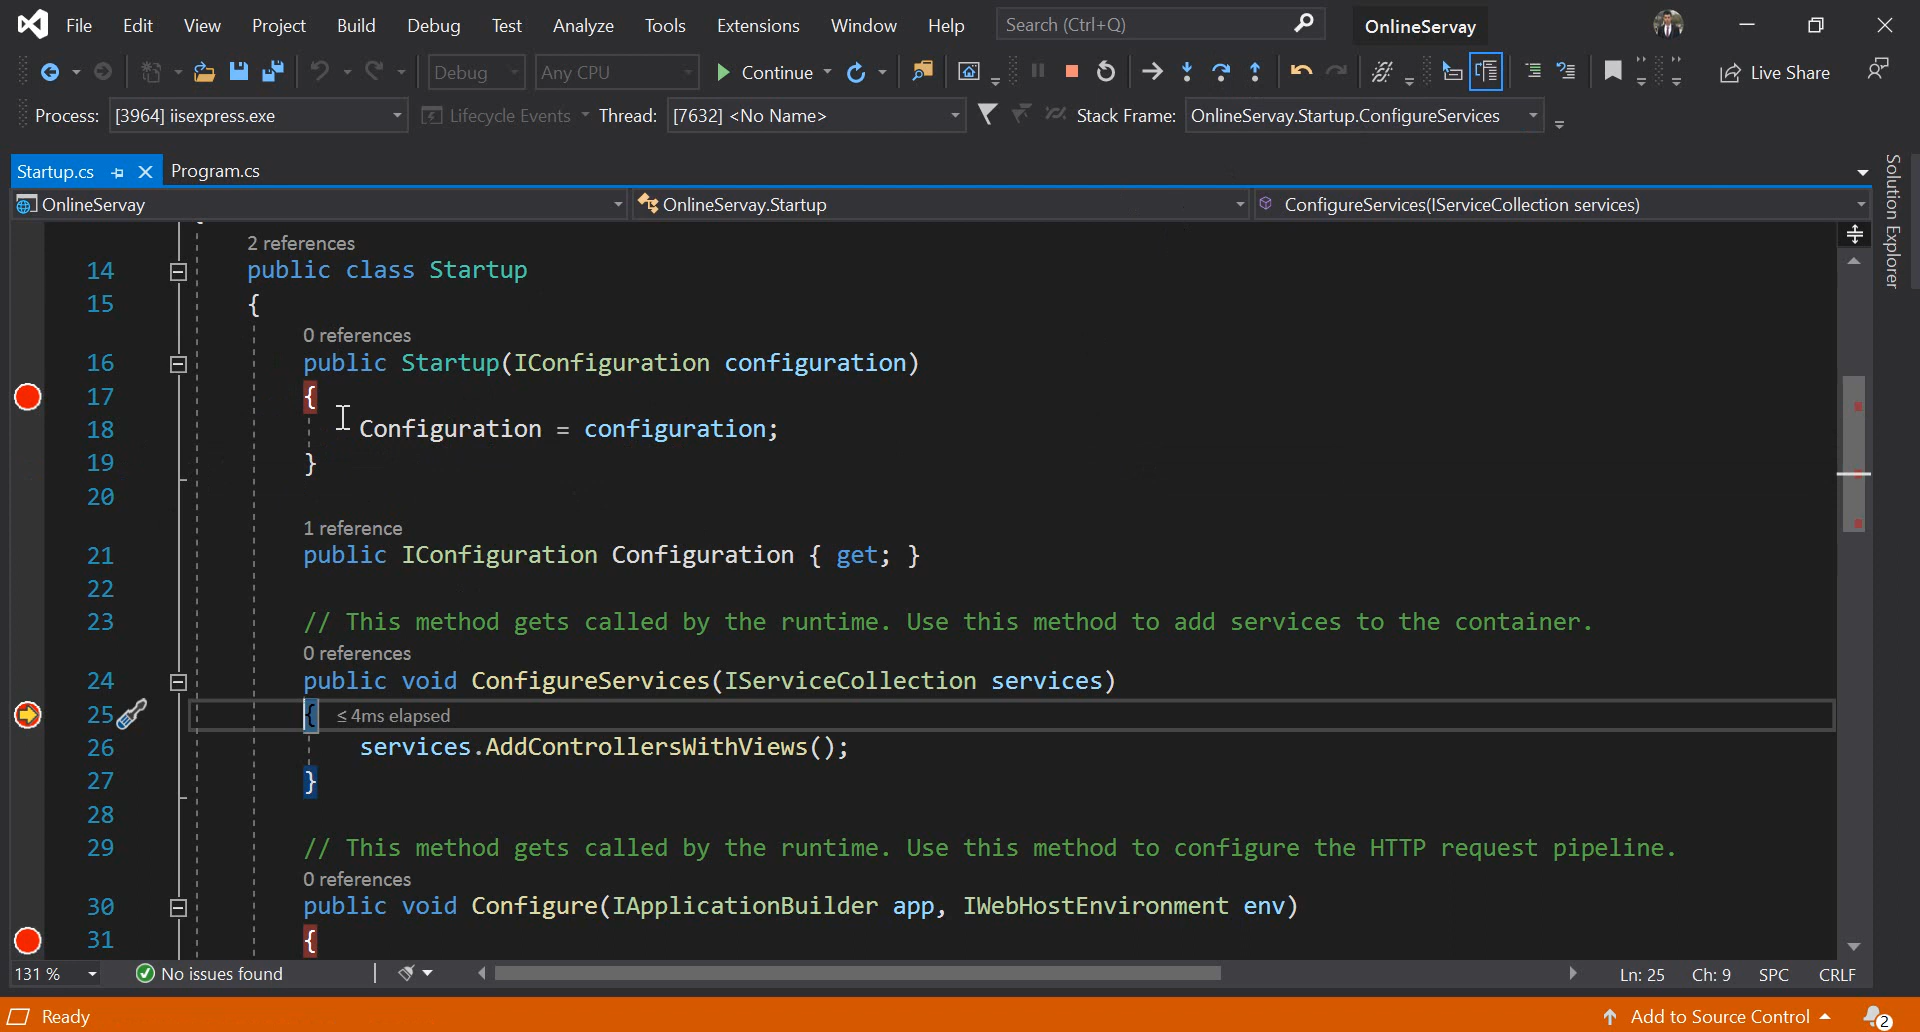 File Edit View Project Build Debug Test Analyze Tools Extensions Window Help Search (Ctrl+Q) OnlineServay
Debug Any CPU Continue Live Share
Process: [3964] iisexpress.exe Lifecycle Events Thread: [7632] <No Name> Stack Frame: OnlineServay.Startup.ConfigureServices
Startup.cs Program.cs
OnlineServay OnlineServay.Startup ConfigureServices(IServiceCollection services)
Solution Explorer
2 references
14 public class Startup
15 {
0 references
16 public Startup(IConfiguration configuration)
17 {
18 Configuration = configuration;
19 }
20
1 reference
21 public IConfiguration Configuration { get; }
22
23 // This method gets called by the runtime. Use this method to add services to the container.
0 references
24 public void ConfigureServices(IServiceCollection services)
25 { ≤ 4ms elapsed
26 services.AddControllersWithViews();
27 }
28
29 // This method gets called by the runtime. Use this method to configure the HTTP request pipeline.
0 references
30 public void Configure(IApplicationBuilder app, IWebHostEnvironment env)
31 {
131 % No issues found Ln: 25 Ch: 9 SPC CRLF
Ready Add to Source Control 2